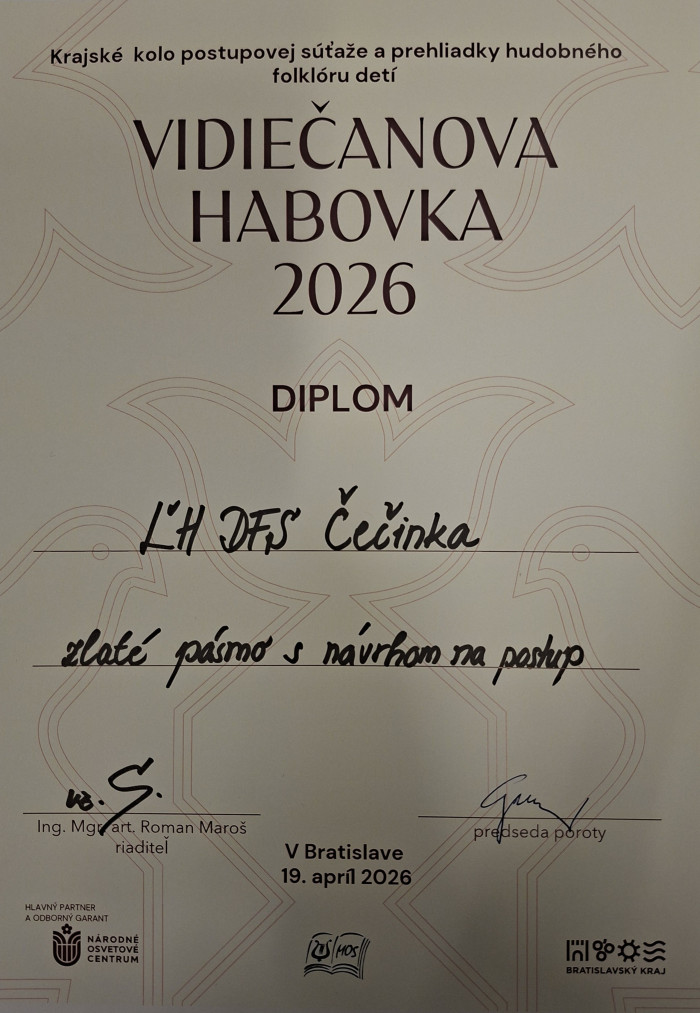 Krajské kolo postupovej súťaže a prehliadky hudobného
folklóru detí
VIDIEČANOVA
HABOVKA
2026
DIPLOM
ĽH DFS Čečinka
zlaté pásmo s návrhom na postup
Ing. Mgr. art. Roman Maroš
riaditeľ
predseda poroty
V Bratislave
19. apríl 2026
HLAVNÝ PARTNER
A ODBORNÝ GARANT
NÁRODNÉ
OSVETOVÉ
CENTRUM
MOS
BRATISLAVSKÝ KRAJ